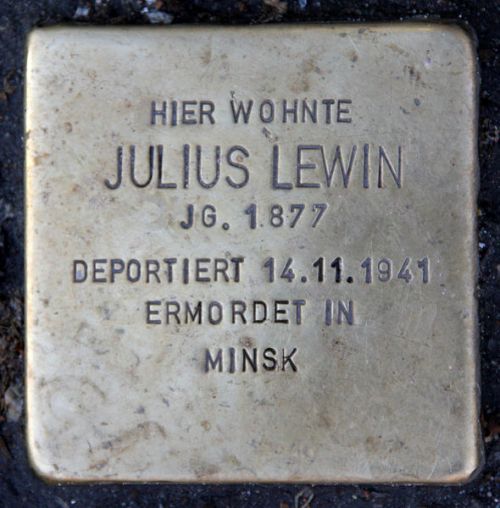 HIER WOHNTE
JULIUS LEWIN
JG. 1877
DEPORTIERT 14.11.1941
ERMORDET IN
MINSK